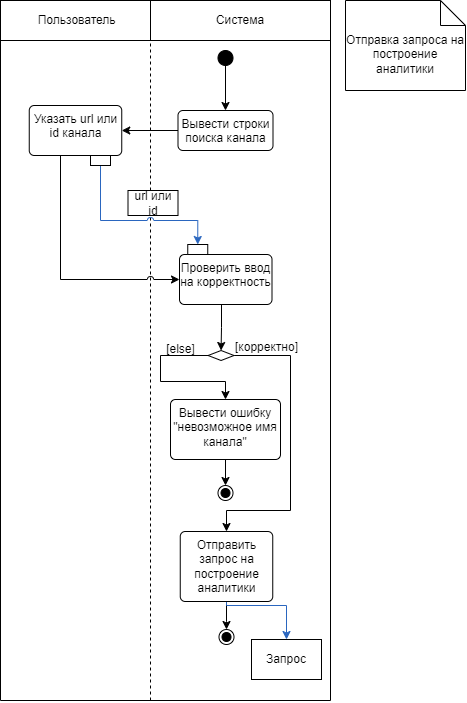 Пользователь
Система
Отправка запроса на
построение
аналитики
Указать url или
id канала
Вывести строки
поиска канала
url или
id
Проверить ввод
на корректность
[else]
[корректно]
Вывести ошибку
"невозможное имя
канала"
Отправить
запрос на
построение
аналитики
Запрос